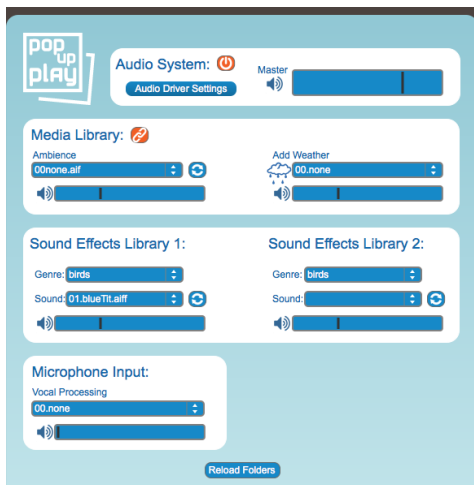 pop
up
play
Audio System:
Audio Driver Settings
Master
Media Library:
Ambience
00none.aif
Add Weather
00.none
Sound Effects Library 1:
Genre: birds
Sound: 01.blueTit.aiff
Sound Effects Library 2:
Genre: birds
Sound:
Microphone Input:
Vocal Processing
00.none
Reload Folders